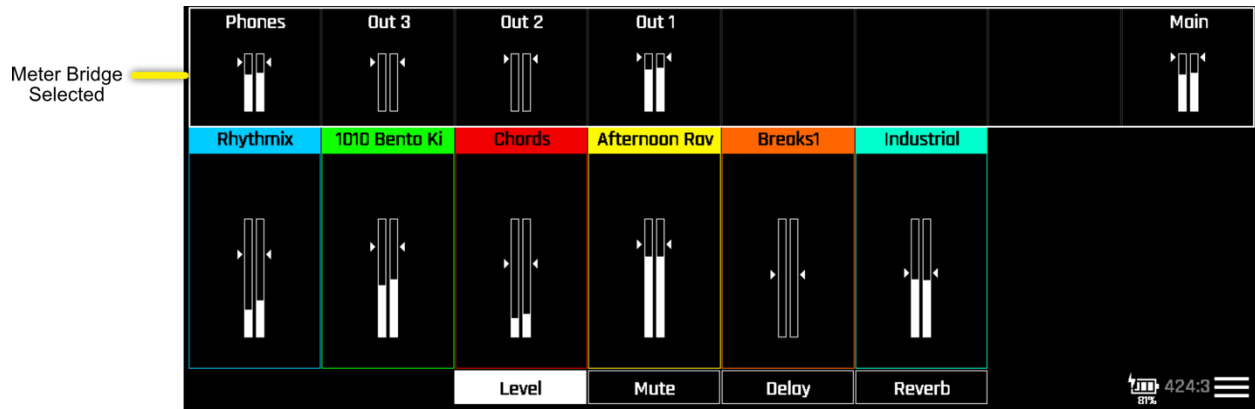 Meter Bridge
Selected
Phones Out 3 Out 2 Out 1 Main
Rhythmix 1010 Bento Ki Chords Afternoon Rav Breaks1 Industrial
Level Mute Delay Reverb
81% 424:3